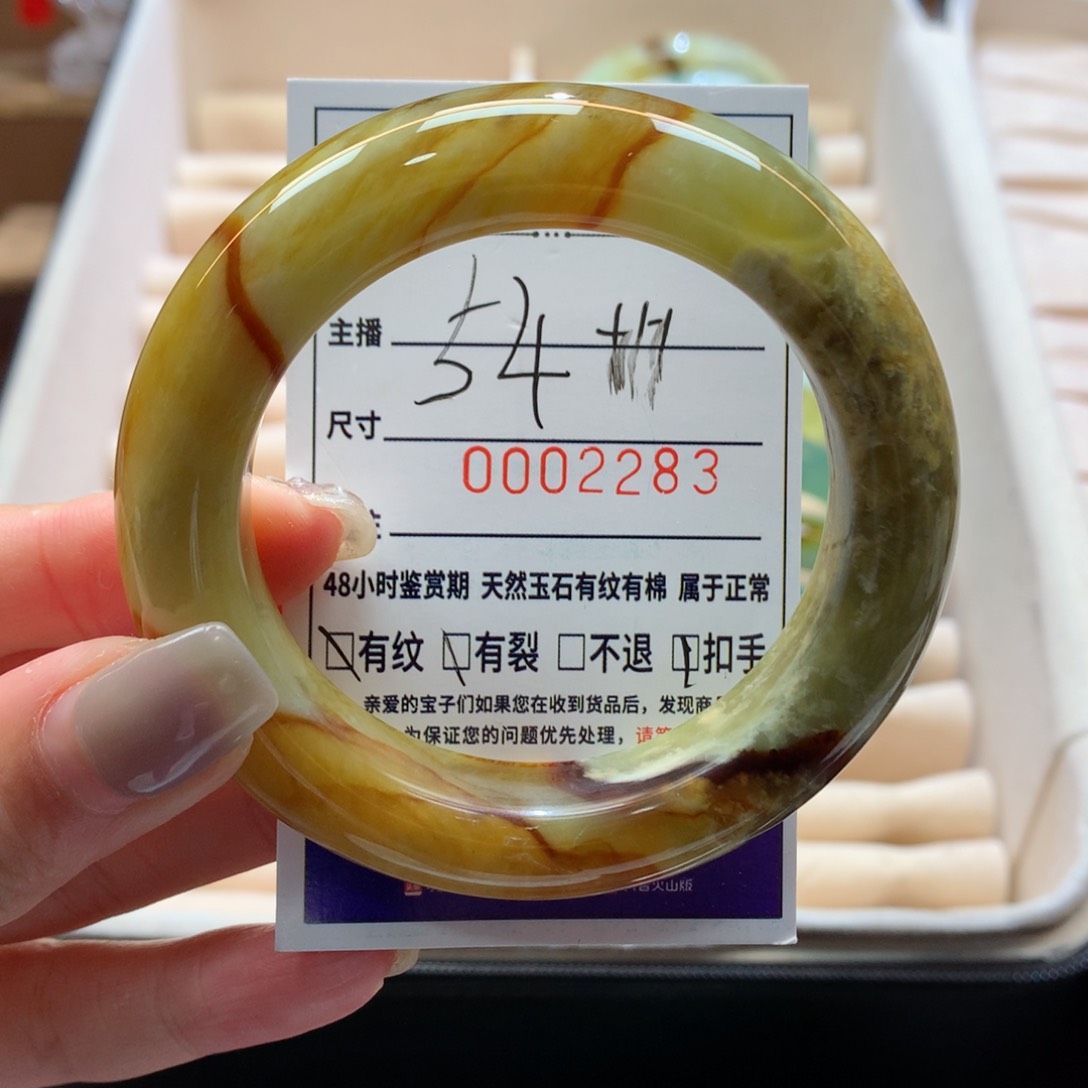 主播 54
尺寸
0002283
48小时鉴赏期 天然玉石有纹有棉 属于正常
有纹 有裂 不退 扣手
亲爱的宝子们如果您在收到货品后，发现商
为保证您的问题优先处理，请